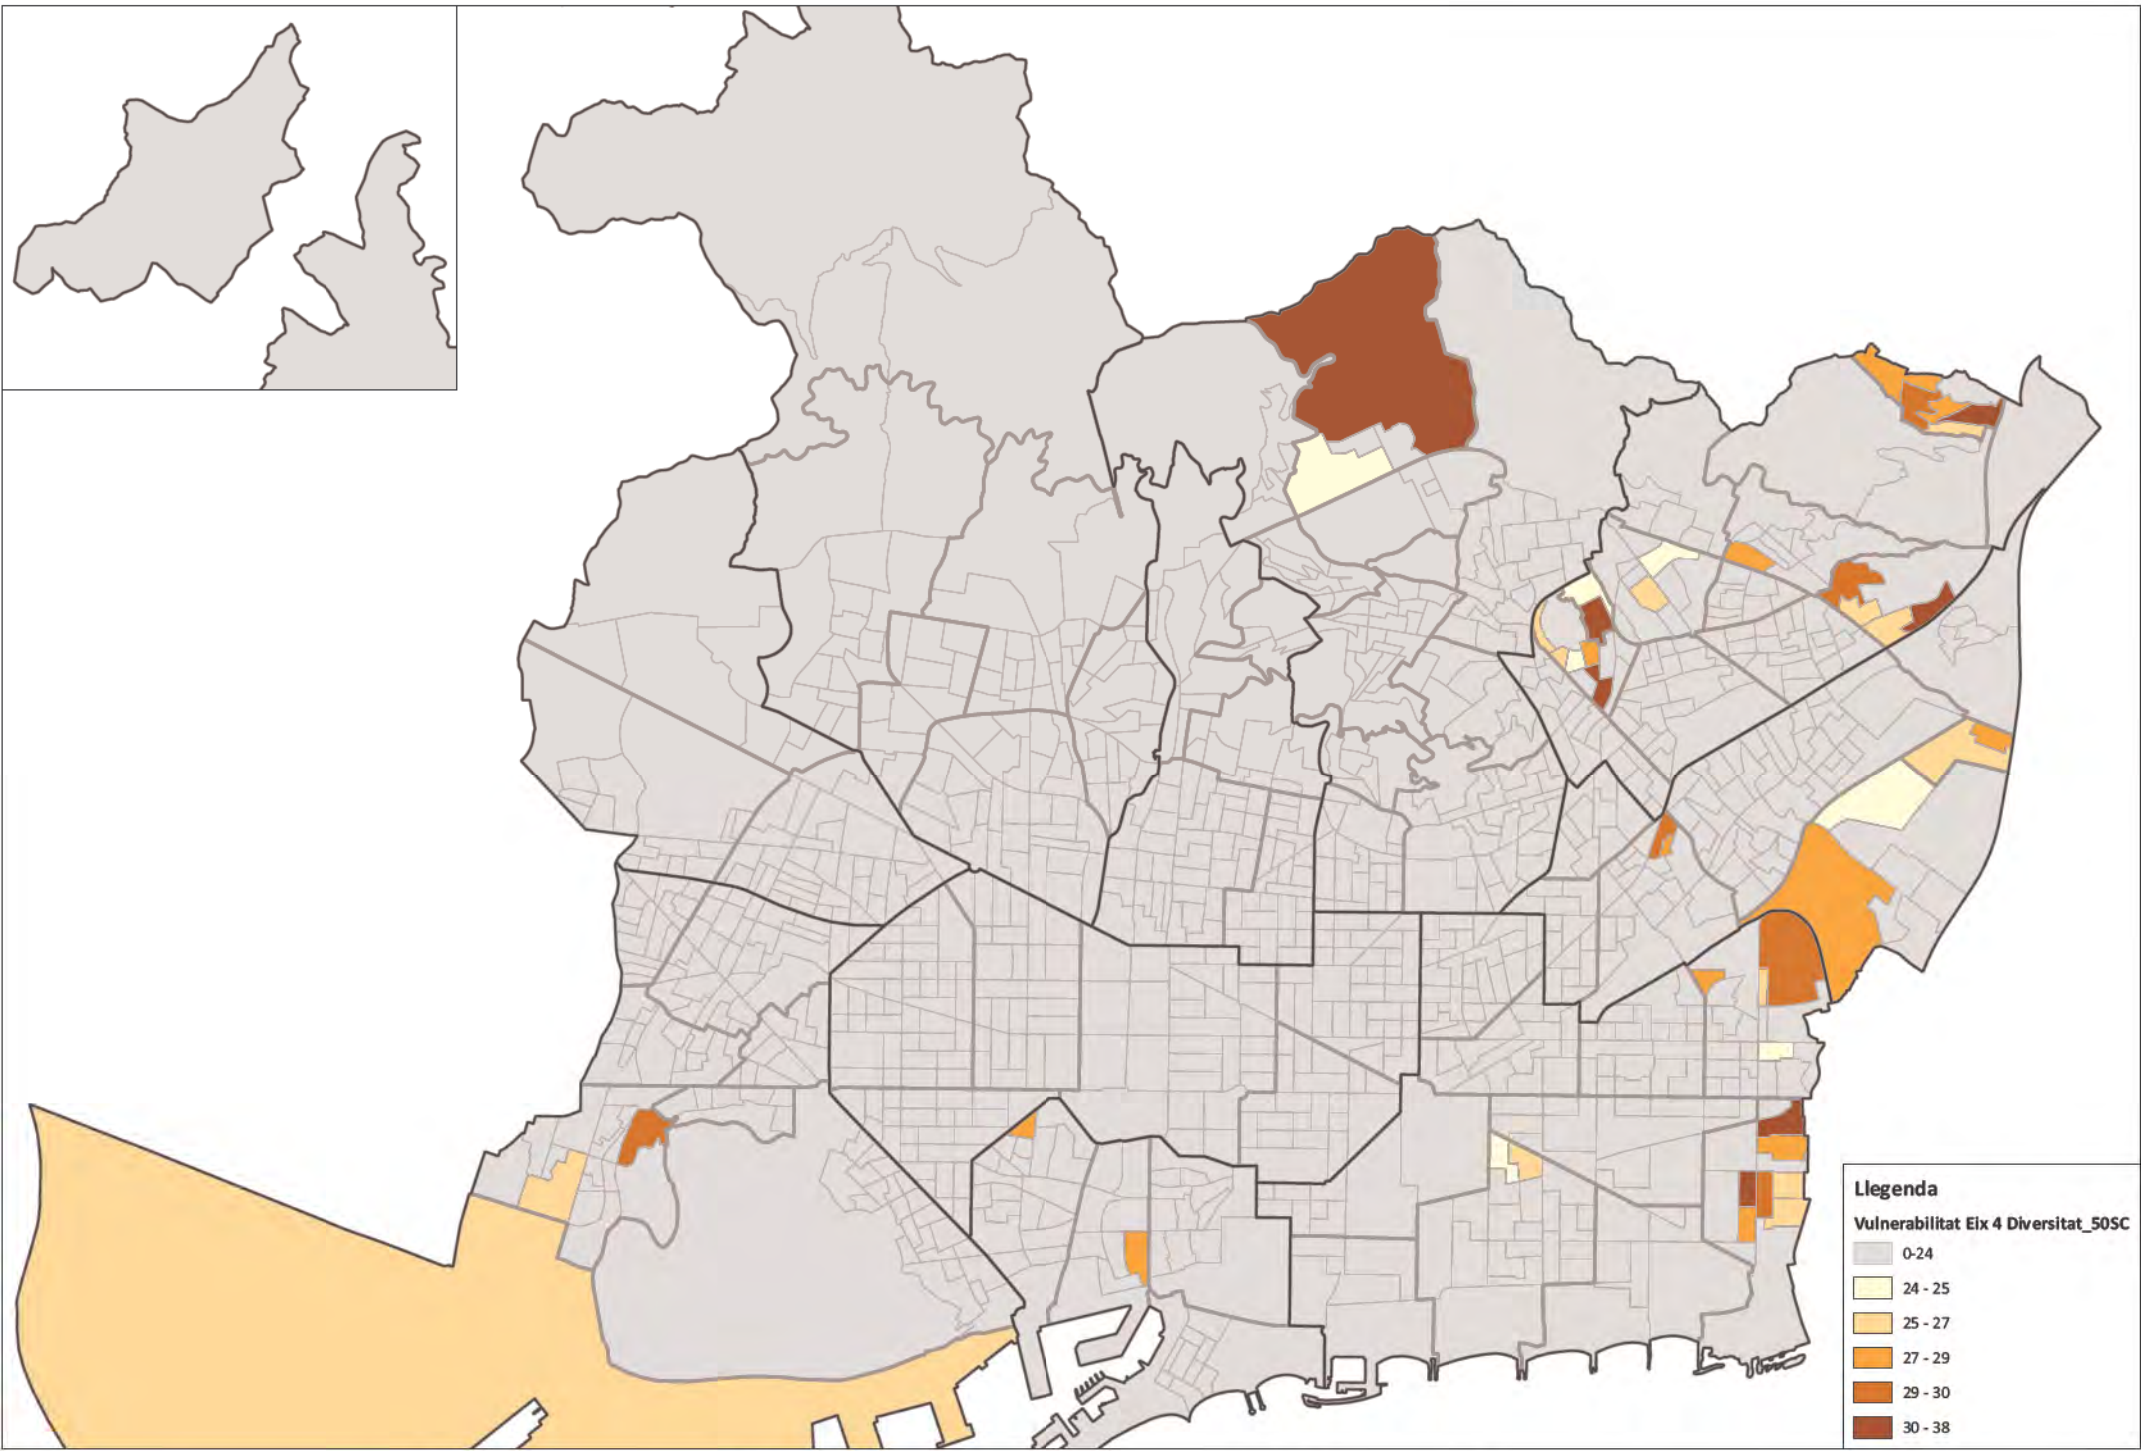 Llegenda
Vulnerabilitat Eix 4 Diversitat_50SC
0-24
24 - 25
25 - 27
27 - 29
29 - 30
30 - 38